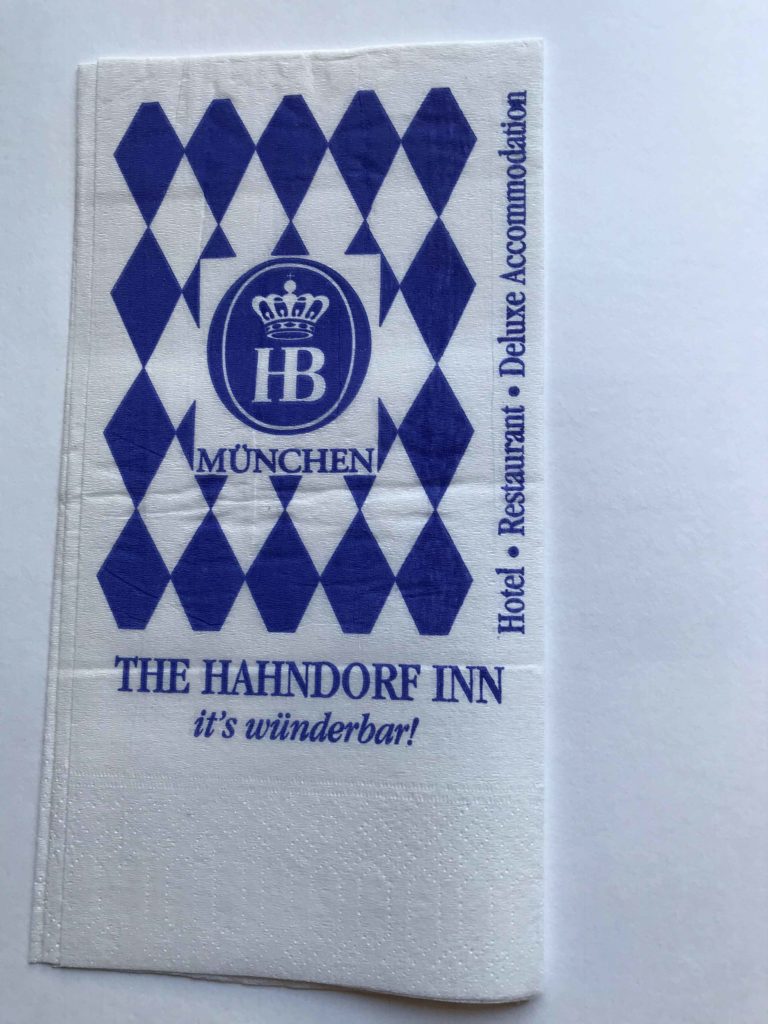 HB
MÜNCHEN
Hotel • Restaurant • Deluxe Accommodation
THE HAHNDORF INN
it's wünderbar!